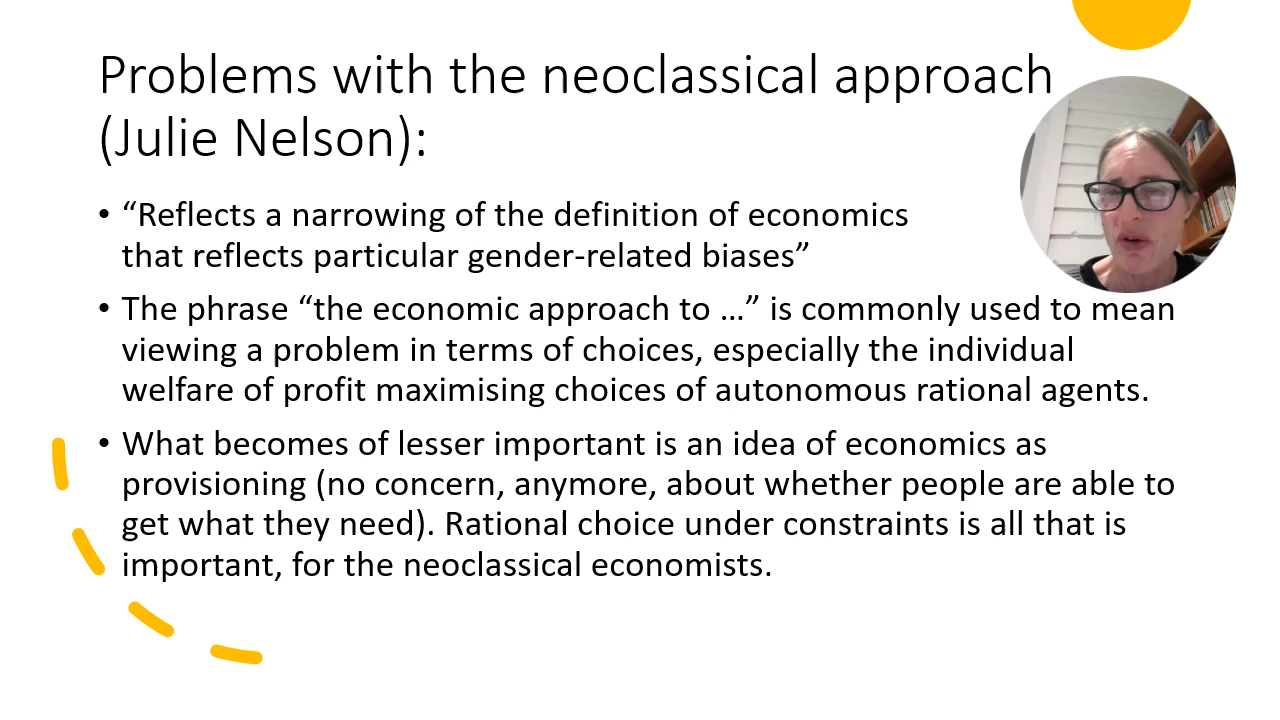 Problems with the neoclassical approach
(Julie Nelson):
• “Reflects a narrowing of the definition of economics
that reflects particular gender-related biases”
• The phrase “the economic approach to …” is commonly used to mean
viewing a problem in terms of choices, especially the individual
welfare of profit maximising choices of autonomous rational agents.
• What becomes of lesser important is an idea of economics as
provisioning (no concern, anymore, about whether people are able to
get what they need). Rational choice under constraints is all that is
important, for the neoclassical economists.